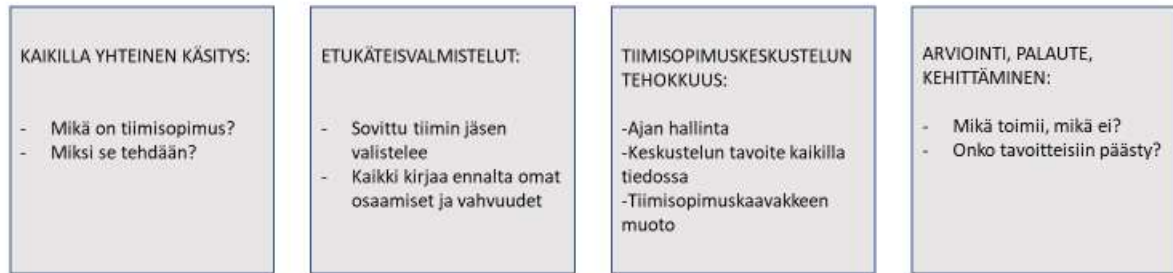 KAIKILLA YHTEINEN KÄSITYS:
- Mikä on tiimisopimus?
- Miksi se tehdään?
ETUKÄTEISVALMISTELUT:
- Sovittu tiimin jäsen
valistelee
- Kaikki kirjaa ennalta omat
osaamiset ja vahvuudet
TIIMISOPIMUSKESKUSTELUN
TEHOKKUUS:
-Ajan hallinta
-Keskustelun tavoite kaikilla
tiedossa
-Tiimisopimuskaavakkeen
muoto
ARVIOINTI, PALAUTE,
KEHITTÄMINEN:
- Mikä toimii, mikä ei?
- Onko tavoitteisiin päästy?